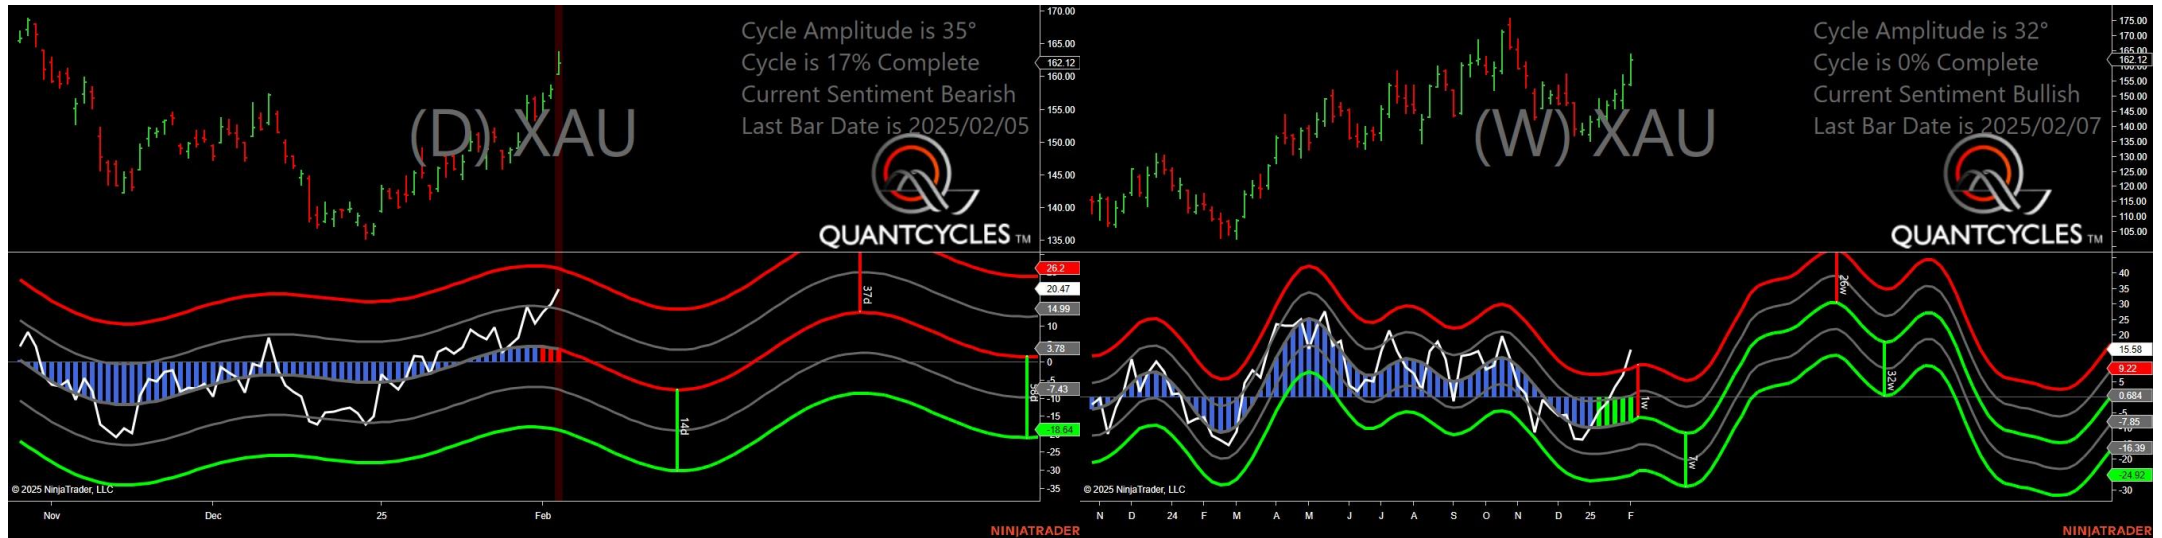 Cycle Amplitude is 35°
Cycle is 17% Complete
Current Sentiment Bearish
Last Bar Date is 2025/02/05
(D) XAU
QUANTCYCLES TM
170.00
165.00
162.12
160.00
155.00
150.00
145.00
140.00
135.00
26.2
20.47
14.99
10
3.78
0
-5
-7.43
-10
-15
-18.64
-25
-30
-35
37d
14d
© 2025 NinjaTrader, LLC
Nov
Dec
25
Feb
NINJATRADER
Cycle Amplitude is 32°
Cycle is 0% Complete
Current Sentiment Bullish
Last Bar Date is 2025/02/07
(W) XAU
QUANTCYCLES TM
175.00
170.00
165.00
162.12
155.00
150.00
145.00
140.00
135.00
130.00
125.00
120.00
115.00
110.00
105.00
40
35
30
25
20
15.58
9.22
5
0.684
-5
-7.85
-16.39
-20
-24.92
-30
26w
32w
1w
7w
© 2025 NinjaTrader, LLC
N
D
24
F
M
A
M
J
J
A
S
O
N
D
25
F
NINJATRADER